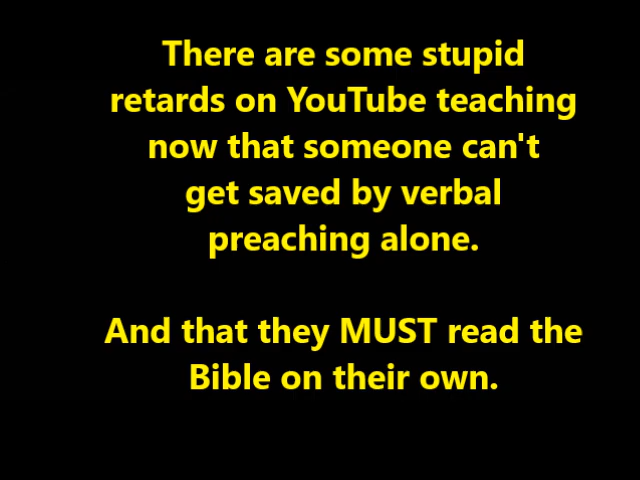 There are some stupid
retards on YouTube teaching
now that someone can't
get saved by verbal
preaching alone.
And that they MUST read the
Bible on their own.